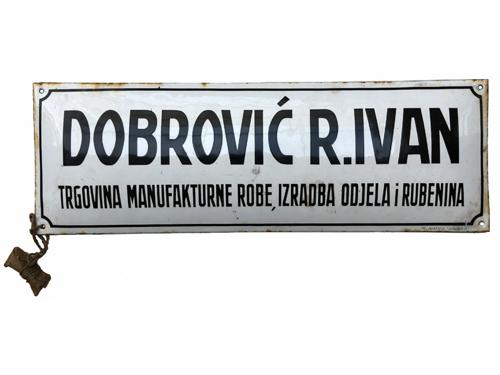 DOBROVIĆ R.IVAN
TRGOVINA MANUFAKTURNE ROBE, IZRADBA ODJELA i RUBENINA